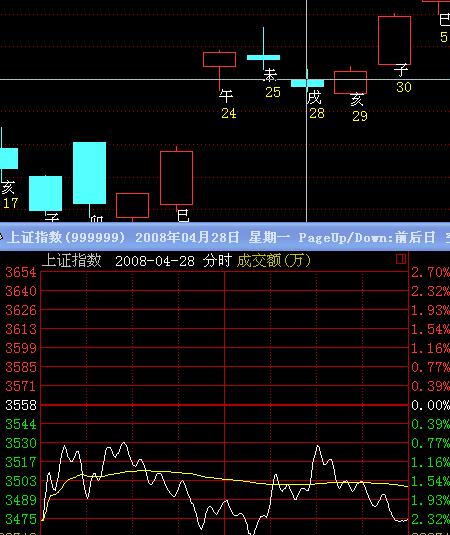 巳
5
子
30
未
25
午
24
戌
28
亥
29
亥
17
子
卯
巳
上证指数(999999) 2008年04月28日 星期一 PageUp/Down:前后日
上证指数 2008-04-28 分时 成交额(万)
3654 2.70%
3640 2.32%
3626 1.93%
3613 1.54%
3599 1.16%
3585 0.77%
3571 0.39%
3558 0.00%
3544 0.39%
3530 0.77%
3517 1.16%
3503 1.54%
3489 1.93%
3475 2.32%